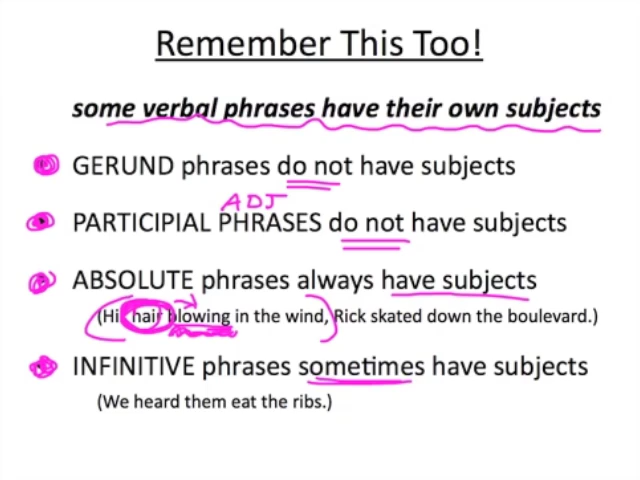 Remember This Too!
some verbal phrases have their own subjects
GERUND phrases do not have subjects
ADJ
PARTICIPIAL PHRASES do not have subjects
ABSOLUTE phrases always have subjects
(Hi hair blowing in the wind, Rick skated down the boulevard.)
INFINITIVE phrases sometimes have subjects
(We heard them eat the ribs.)